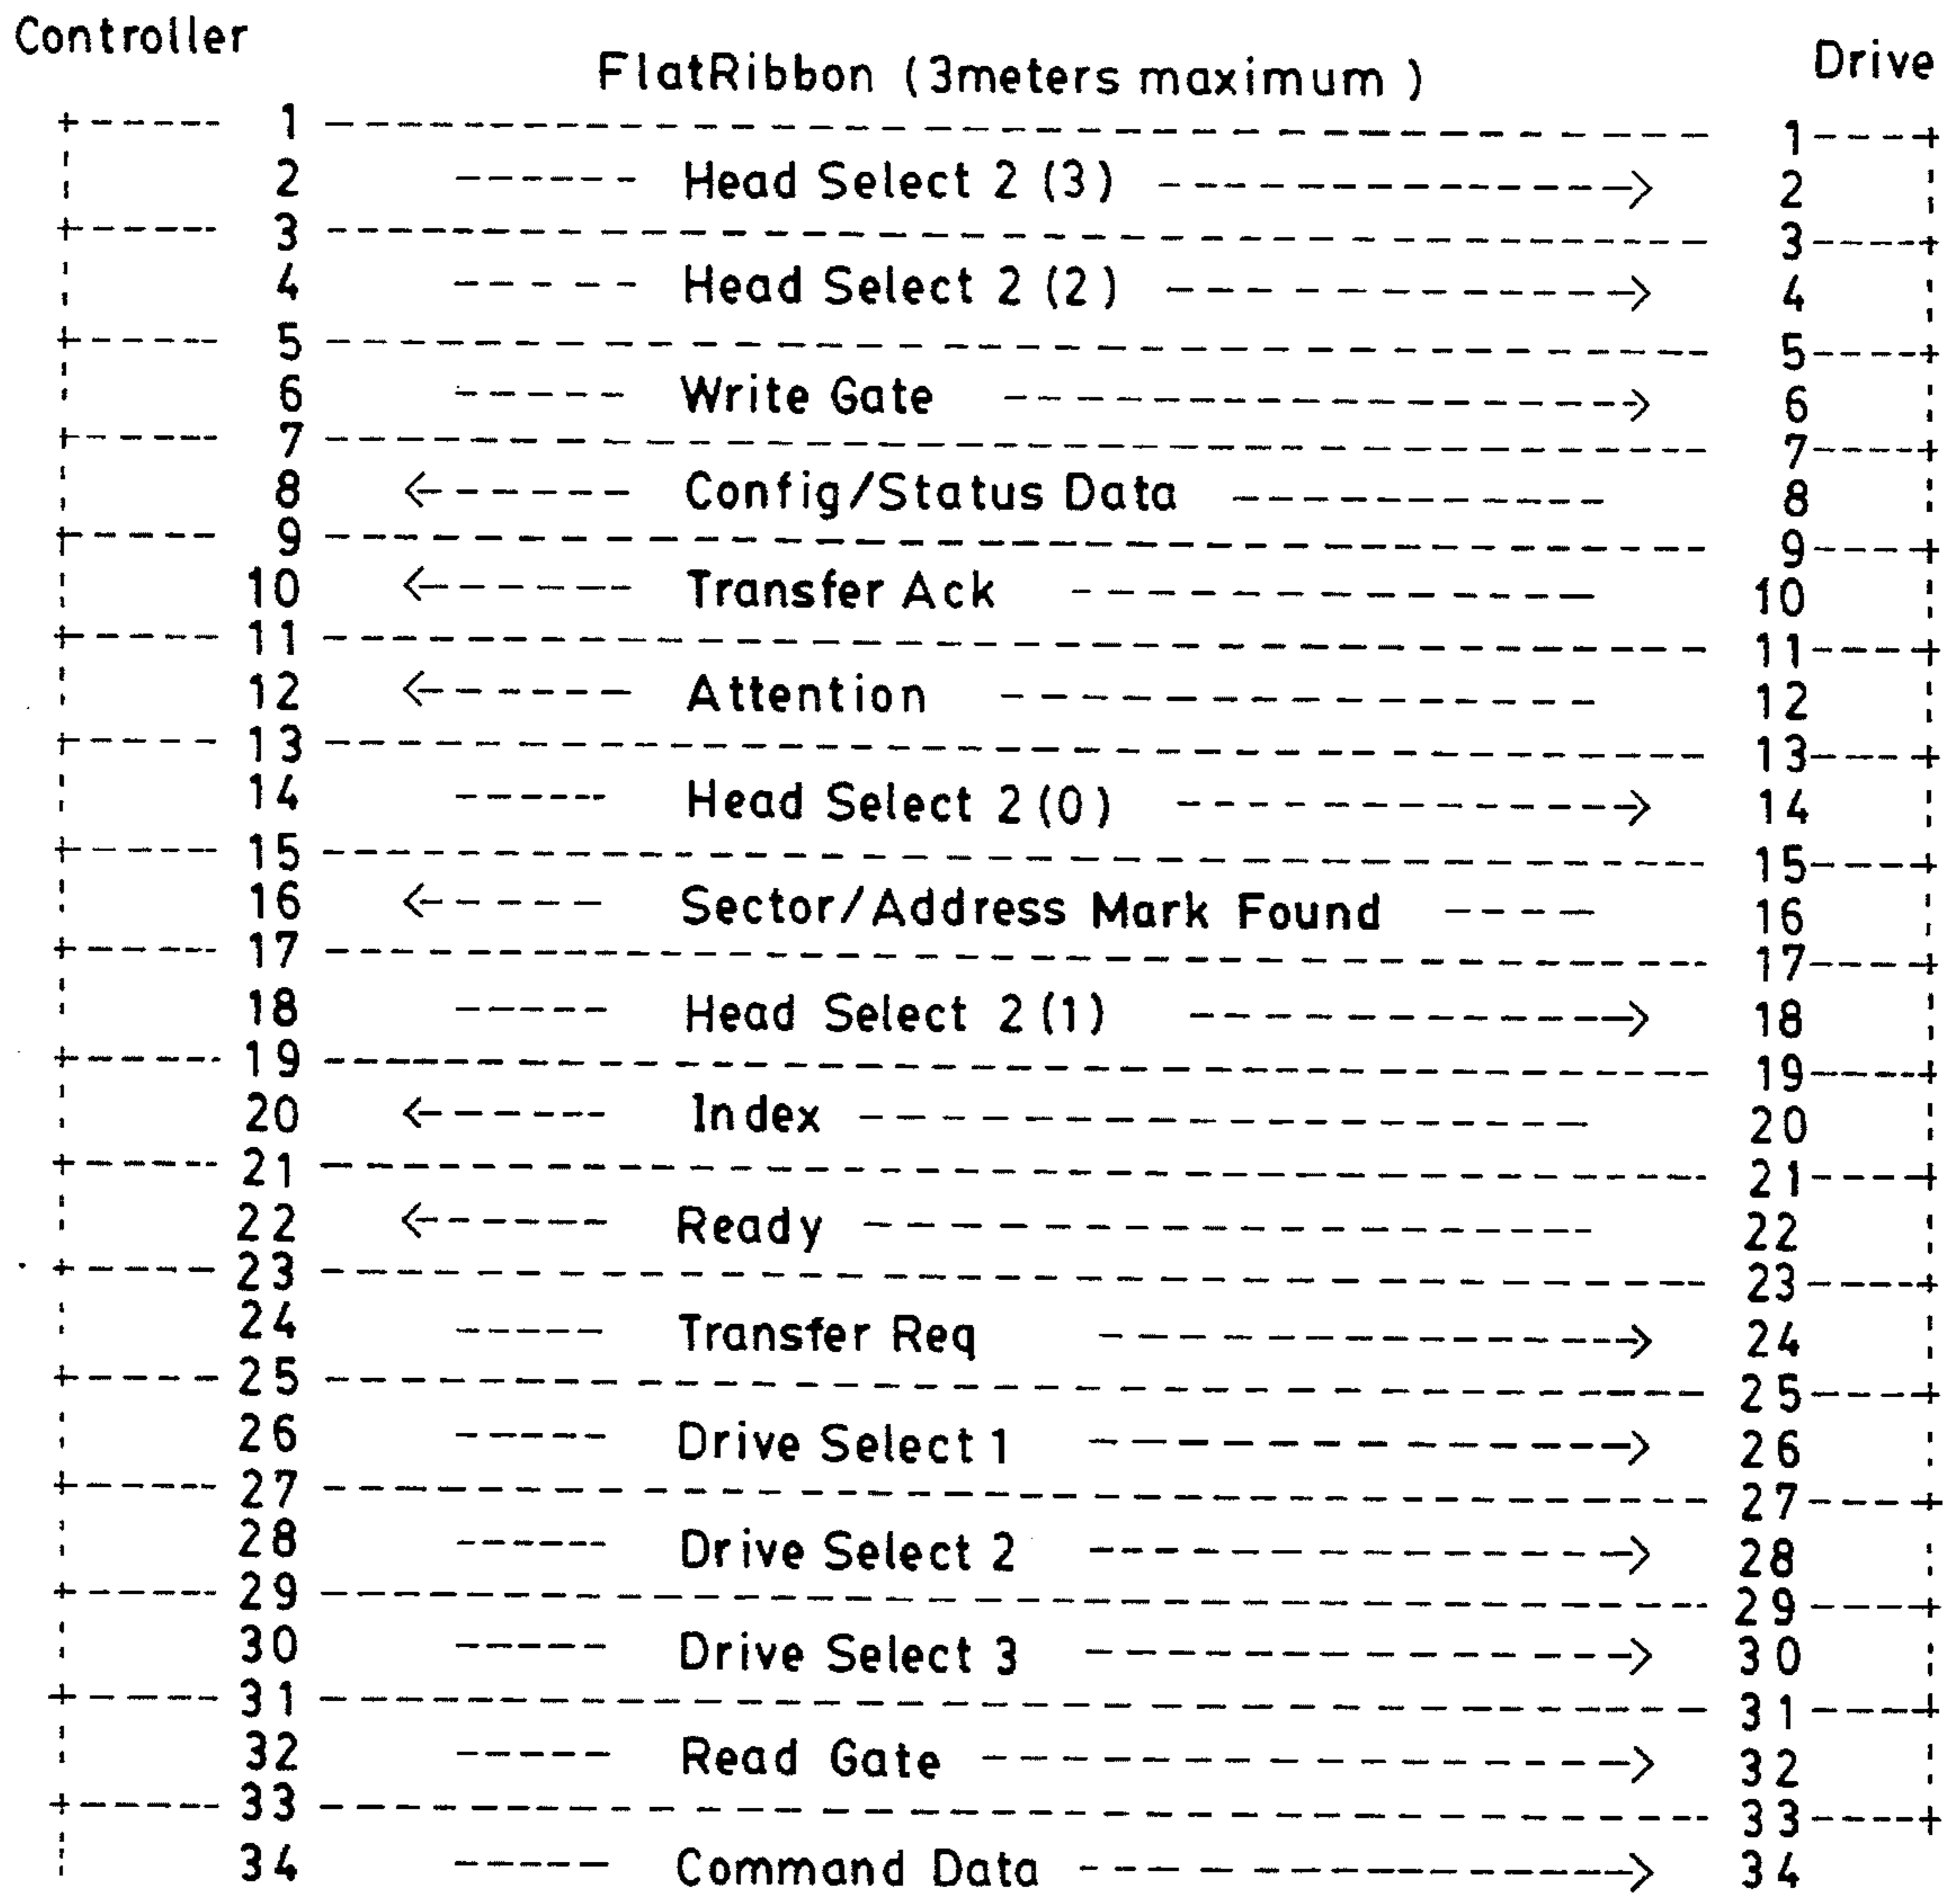 Controller
FlatRibbon (3meters maximum)
Drive
1 1
2 Head Select 2 (3) 2
3 3
4 Head Select 2 (2) 4
5 5
6 Write Gate 6
7 7
8 Config/Status Data 8
9 9
10 Transfer Ack 10
11 11
12 Attention 12
13 13
14 Head Select 2 (0) 14
15 15
16 Sector/Address Mark Found 16
17 17
18 Head Select 2 (1) 18
19 19
20 Index 20
21 21
22 Ready 22
23 23
24 Transfer Req 24
25 25
26 Drive Select 1 26
27 27
28 Drive Select 2 28
29 29
30 Drive Select 3 30
31 31
32 Read Gate 32
33 33
34 Command Data 34